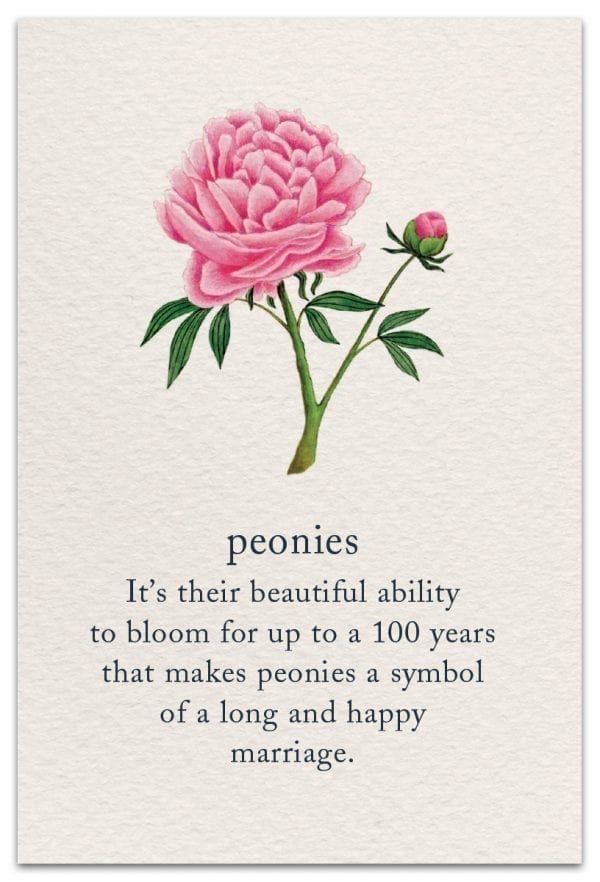 peonies
It’s their beautiful ability
to bloom for up to a 100 years
that makes peonies a symbol
of a long and happy
marriage.